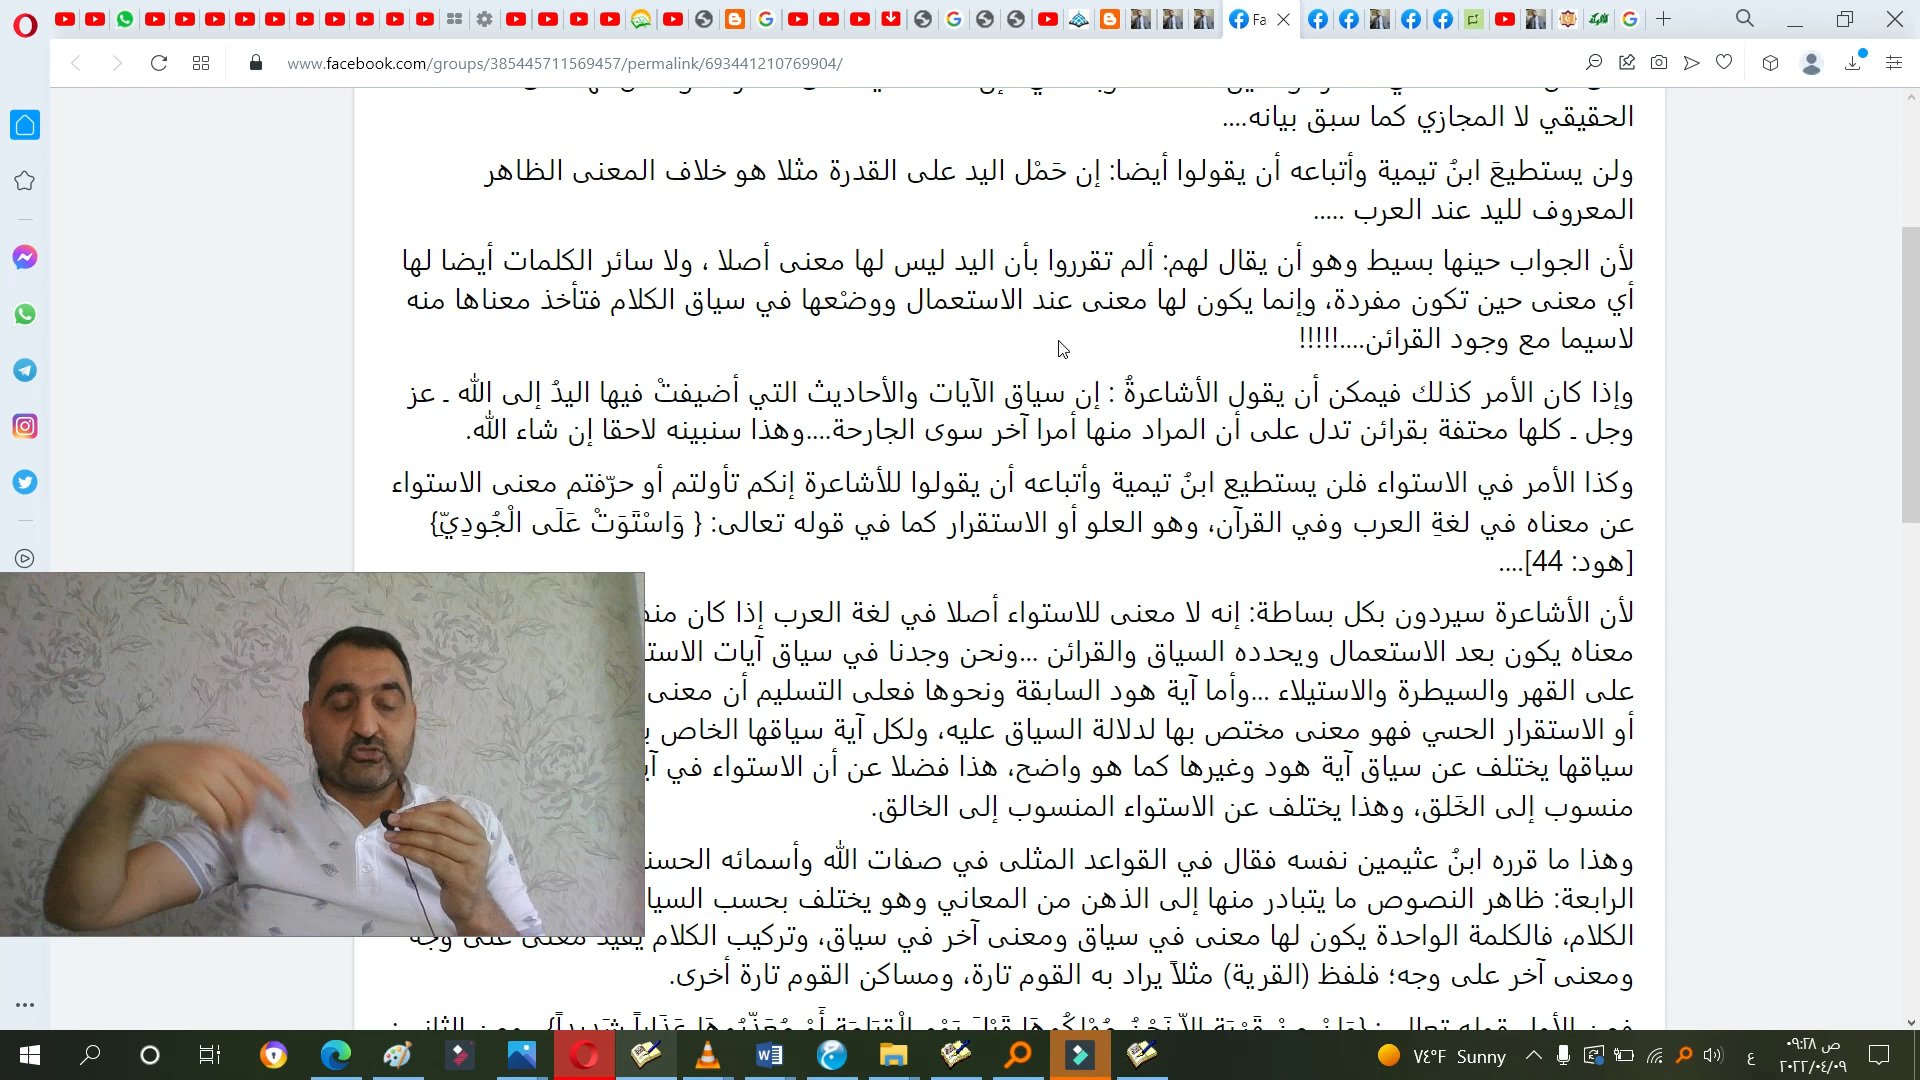 Fa
www.facebook.com/groups/385445711569457/permalink/693441210769904/
الحقيقي لا المجازي كما سبق بيانه....
ولن يستطيعَ ابنُ تيمية وأتباعه أن يقولوا أيضا: إن حَمْل اليد على القدرة مثلا هو خلاف المعنى الظاهر
المعروف لليد عند العرب .....
لأن الجواب حينها بسيط وهو أن يقال لهم: ألم تقرروا بأن اليد ليس لها معنى أصلا ، ولا سائر الكلمات أيضا لها
أي معنى حين تكون مفردة، وإنما يكون لها معنى عند الاستعمال ووضْعها في سياق الكلام فتأخذ معناها منه
لاسيما مع وجود القرائن....!!!!!
وإذا كان الأمر كذلك فيمكن أن يقول الأشاعرةُ : إن سياق الآيات والأحاديث التي أضيفتْ فيها اليدُ إلى الله ـ عز
وجل ـ كلها محتفة بقرائن تدل على أن المراد منها أمرا آخر سوى الجارحة....وهذا سنبينه لاحقا إن شاء الله.
وكذا الأمر في الاستواء فلن يستطيع ابنُ تيمية وأتباعه أن يقولوا للأشاعرة إنكم تأولتم أو حرّفتم معنى الاستواء
عن معناه في لغةِ العرب وفي القرآن، وهو العلو أو الاستقرار كما في قوله تعالى: { وَاسْتَوَتْ عَلَى الْجُودِيِّ}
[هود: 44]....
لأن الأشاعرة سيردون بكل بساطة: إنه لا معنى للاستواء أصلا في لغة العرب إذا كان
معناه يكون بعد الاستعمال ويحدده السياق والقرائن ...ونحن وجدنا في سياق آيات
على القهر والسيطرة والاستيلاء ...وأما آية هود السابقة ونحوها فعلى التسليم أن معنى
أو الاستقرار الحسي فهو معنى مختص بها لدلالة السياق عليه، ولكل آية سياقها الخاص
سياقها يختلف عن سياق آية هود وغيرها كما هو واضح، هذا فضلا عن أن الاستواء في
منسوب إلى الخَلق، وهذا يختلف عن الاستواء المنسوب إلى الخالق.
وهذا ما قرره ابنُ عثيمين نفسه فقال في القواعد المثلى في صفات الله وأسمائه
الرابعة: ظاهر النصوص ما يتبادر منها إلى الذهن من المعاني وهو يختلف بحسب
الكلام، فالكلمة الواحدة يكون لها معنى في سياق ومعنى آخر في سياق، وتركيب الكلام يفيد معنى على وجه
ومعنى آخر على وجه؛ فلفظ (القرية) مثلاً يراد به القوم تارة، ومساكن القوم تارة أخرى.
٧٤°F Sunny
ع
٠٩:٢٨ ص
٢٠٢٢/٠٤/٠٩